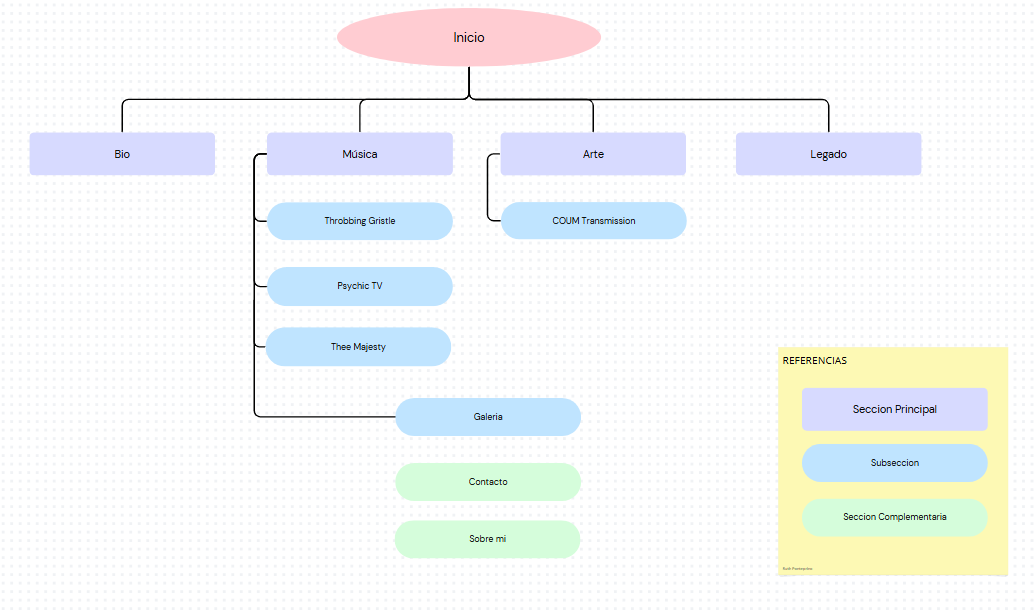 Inicio
Bio
Música
Arte
Legado
Throbbing Gristle
COUM Transmission
Psychic TV
Thee Majesty
Galeria
Contacto
Sobre mi
REFERENCIAS
Seccion Principal
Subseccion
Seccion Complementaria